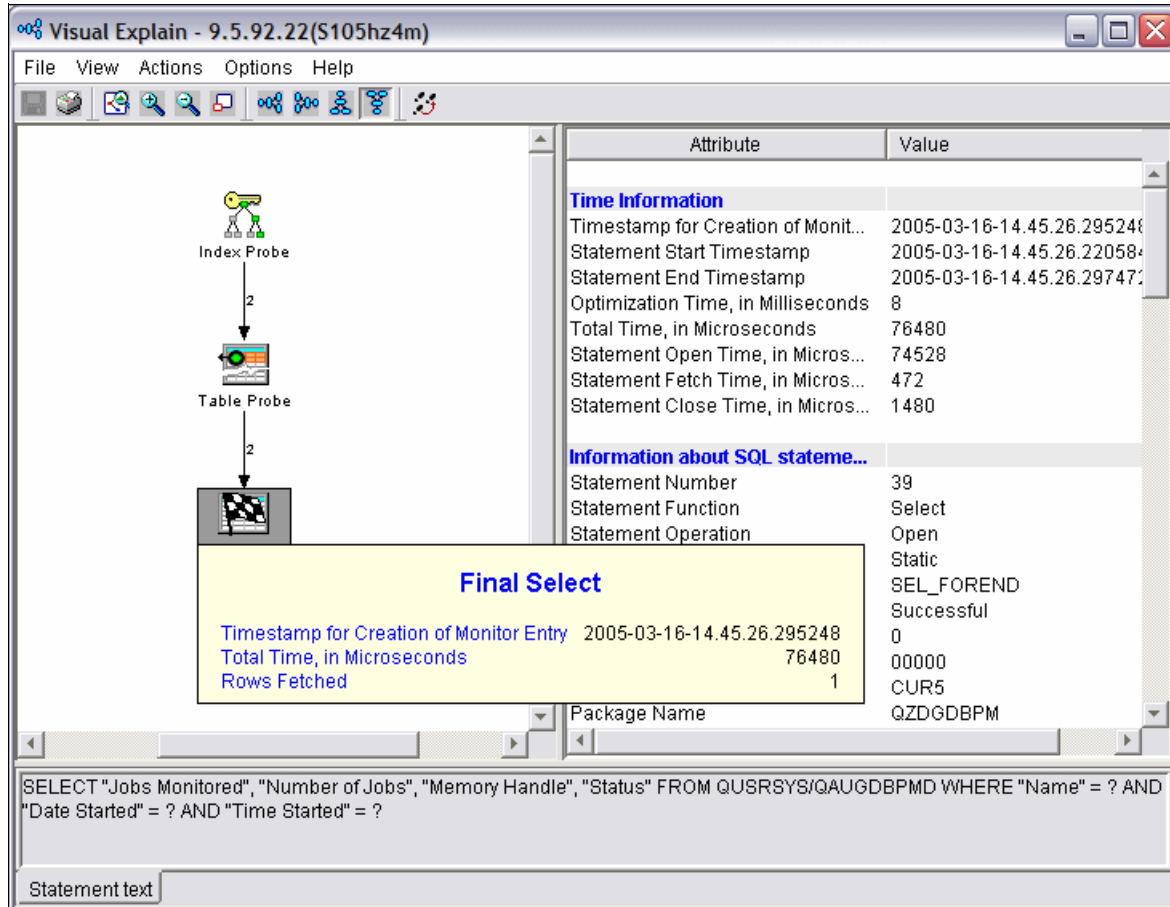 Visual Explain - 9.5.92.22(S105hz4m)
File View Actions Options Help
Index Probe
2
Table Probe
2
Final Select
Timestamp for Creation of Monitor Entry 2005-03-16-14.45.26.295248
Total Time, in Microseconds 76480
Rows Fetched 1
Attribute Value
Time Information
Timestamp for Creation of Monit... 2005-03-16-14.45.26.295248
Statement Start Timestamp 2005-03-16-14.45.26.220584
Statement End Timestamp 2005-03-16-14.45.26.297472
Optimization Time, in Milliseconds 8
Total Time, in Microseconds 76480
Statement Open Time, in Micros... 74528
Statement Fetch Time, in Micros... 472
Statement Close Time, in Micros... 1480
Information about SQL stateme...
Statement Number 39
Statement Function Select
Statement Operation Open
Static
SEL_FOREND
Successful
0
00000
CUR5
Package Name QZDGDBPM
SELECT "Jobs Monitored", "Number of Jobs", "Memory Handle", "Status" FROM QUSRSYS/QAUGDBPMD WHERE "Name" = ? AND
"Date Started" = ? AND "Time Started" = ?
Statement text